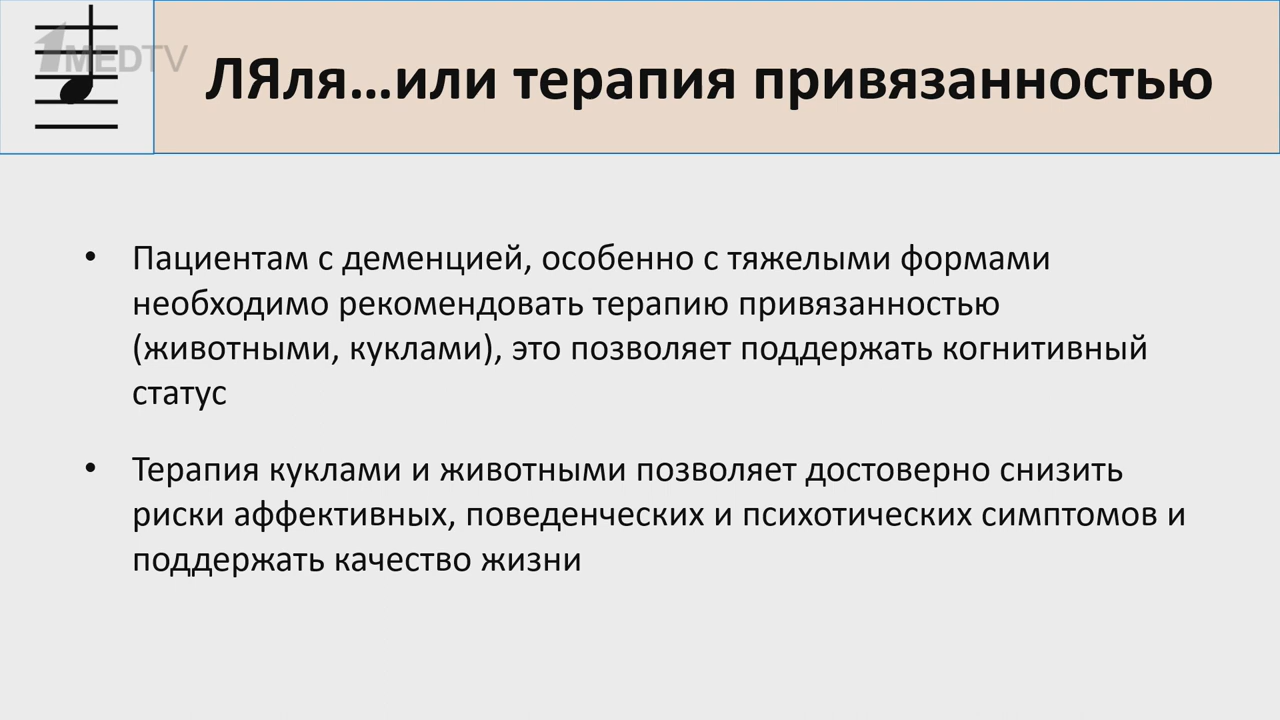 1MEDTV
ЛЯля...или терапия привязанностью
• Пациентам с деменцией, особенно с тяжелыми формами
необходимо рекомендовать терапию привязанностью
(животными, куклами), это позволяет поддержать когнитивный
статус
• Терапия куклами и животными позволяет достоверно снизить
риски аффективных, поведенческих и психотических симптомов и
поддержать качество жизни